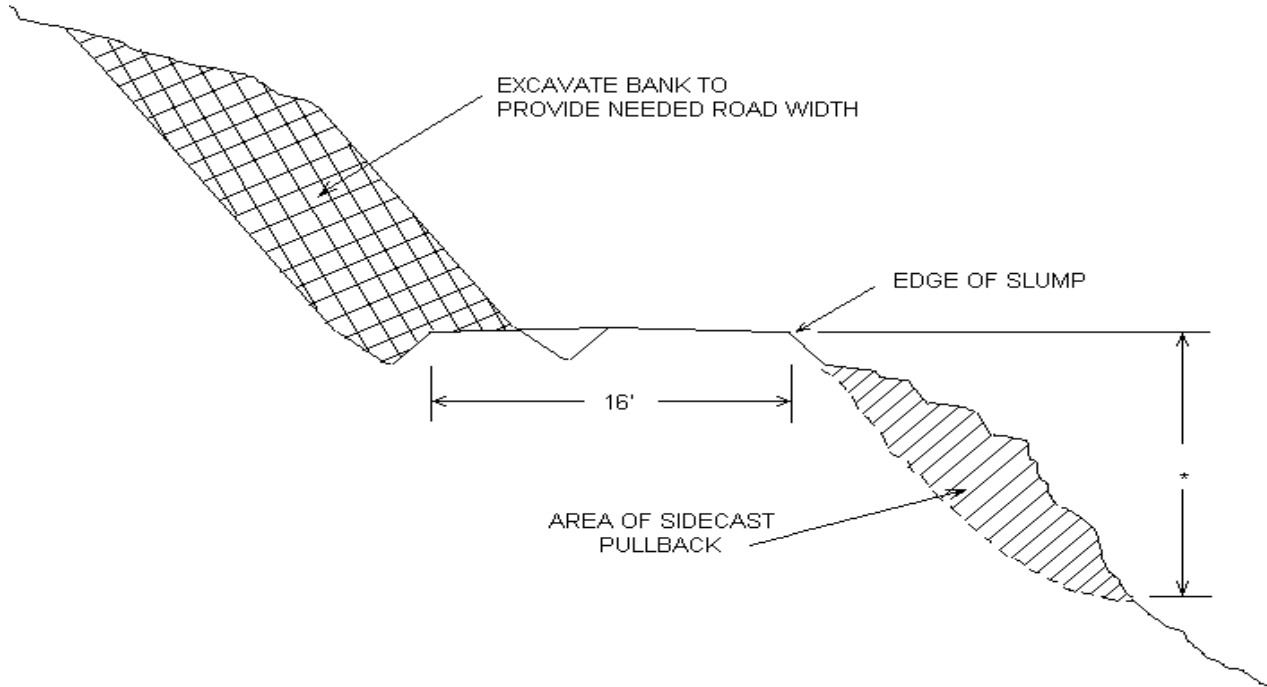 EXCAVATE BANK TO
PROVIDE NEEDED ROAD WIDTH
EDGE OF SLUMP
16'
*
AREA OF SIDECAST
PULLBACK